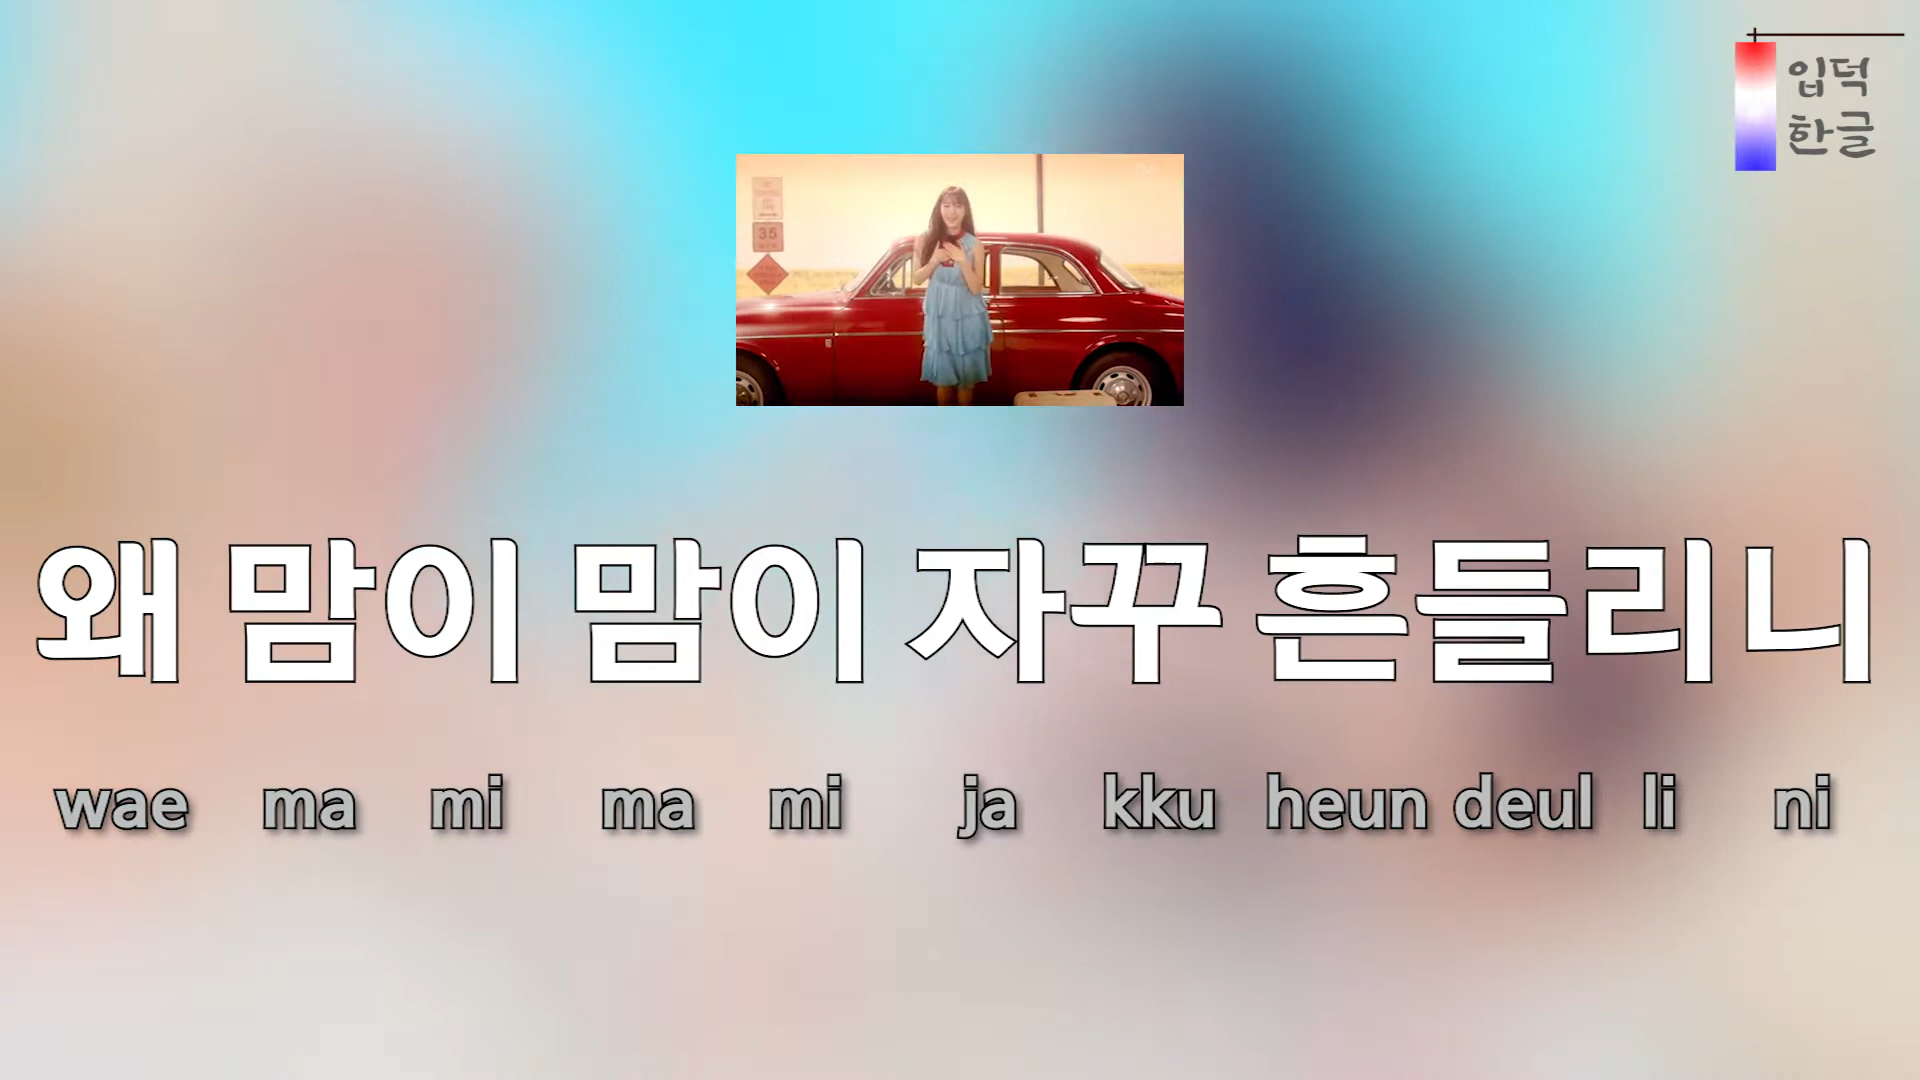 입덕
한글
35
왜 맘이 맘이 자꾸 흔들리니
wae ma mi ma mi ja kku heun deul li ni